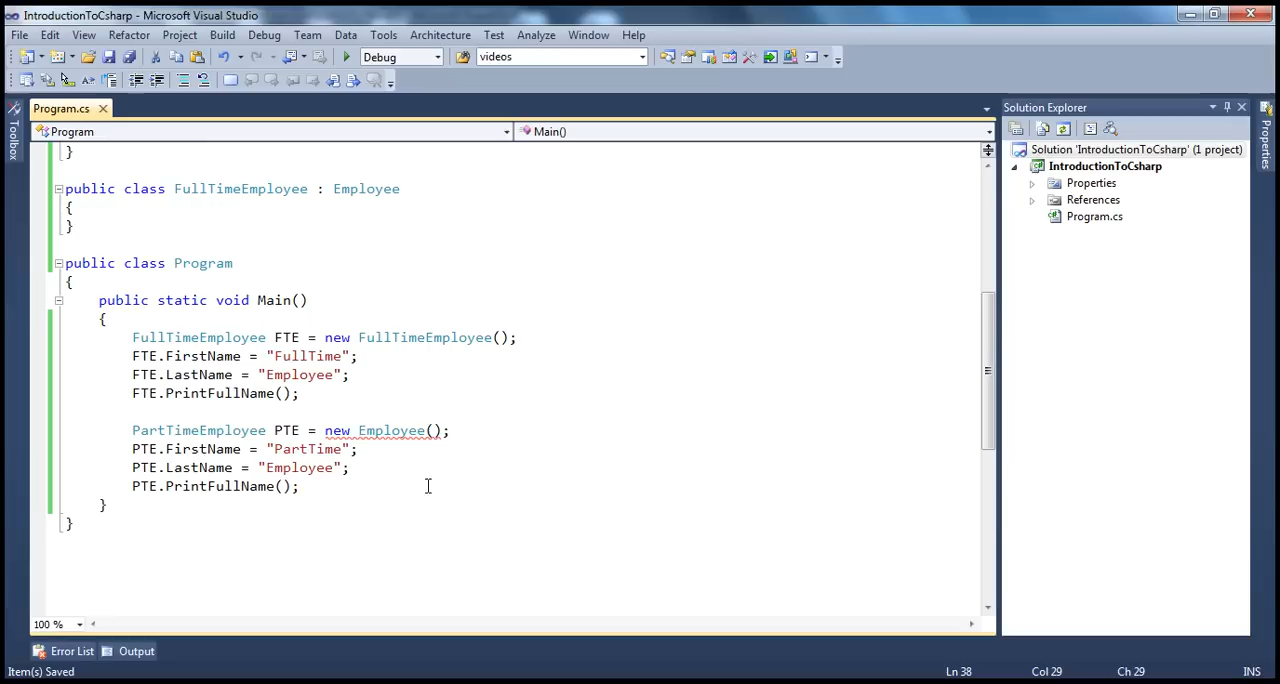 IntroductionToCsharp - Microsoft Visual Studio
File Edit View Refactor Project Build Debug Team Data Tools Architecture Test Analyze Window Help
Debug videos
Program.cs
Program Main()
}
public class FullTimeEmployee : Employee
{
}
public class Program
{
public static void Main()
{
FullTimeEmployee FTE = new FullTimeEmployee();
FTE.FirstName = "FullTime";
FTE.LastName = "Employee";
FTE.PrintFullName();
PartTimeEmployee PTE = new Employee();
PTE.FirstName = "PartTime";
PTE.LastName = "Employee";
PTE.PrintFullName();
}
}
100 %
Error List Output
Item(s) Saved Ln 38 Col 29 Ch 29 INS
Toolbox
Solution Explorer
Solution 'IntroductionToCsharp' (1 project)
IntroductionToCsharp
Properties
References
Program.cs
Properties